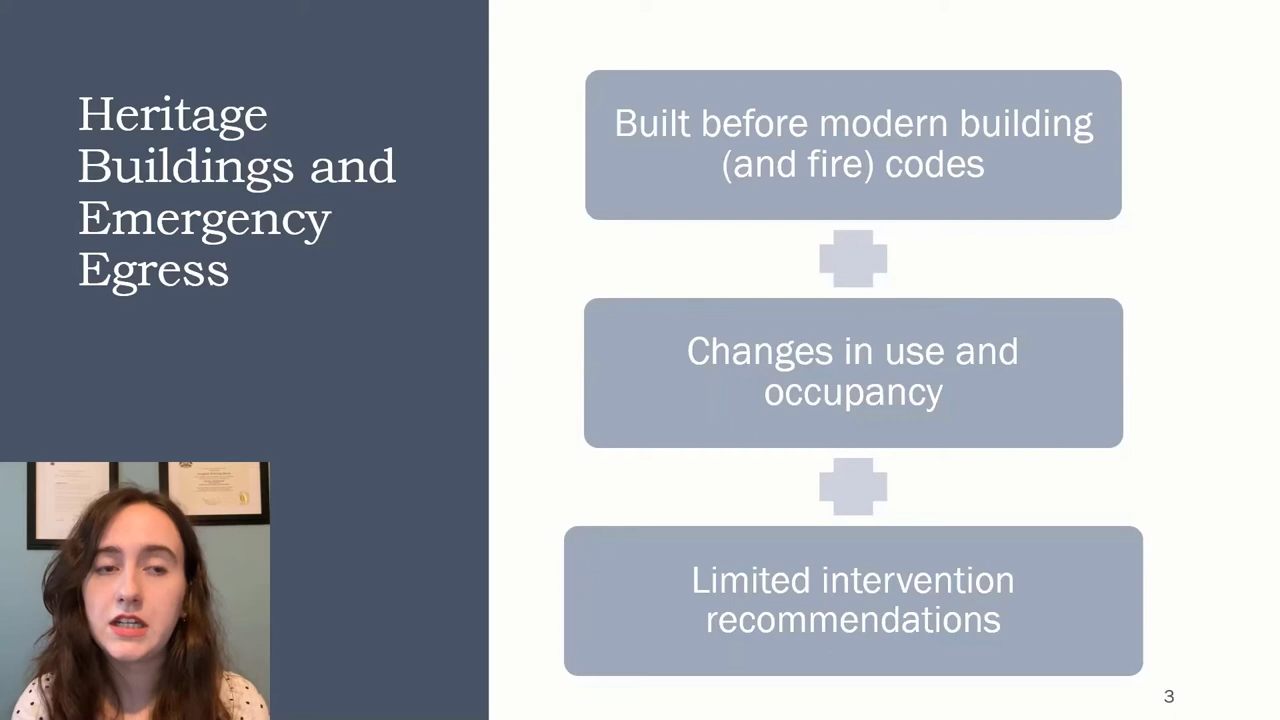 Heritage
Buildings and
Emergency
Egress
Built before modern building
(and fire) codes
Changes in use and
occupancy
Limited intervention
recommendations
3